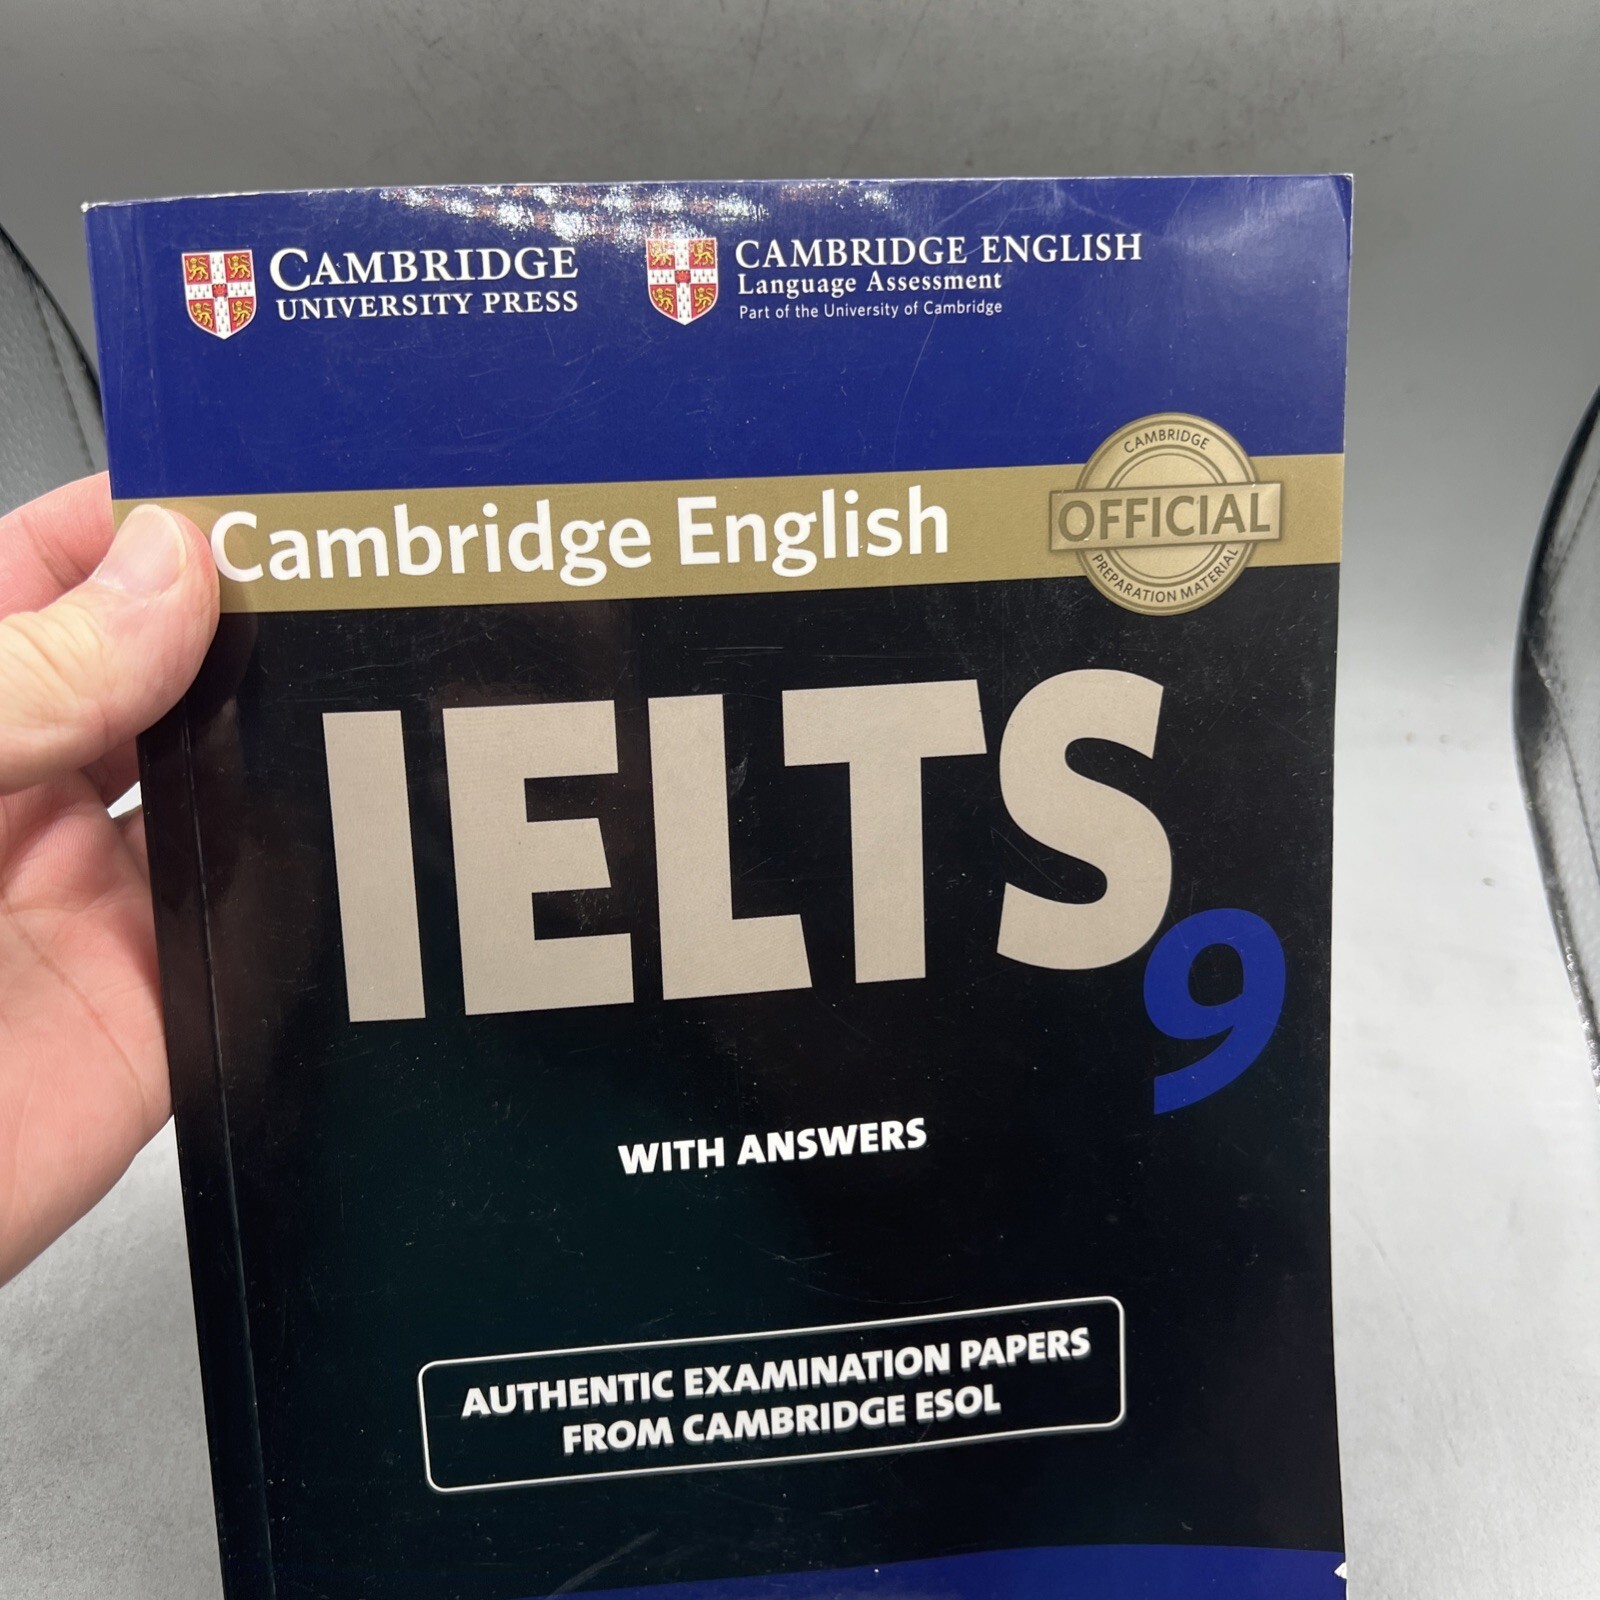 CAMBRIDGE
UNIVERSITY PRESS
CAMBRIDGE ENGLISH
Language Assessment
Part of the University of Cambridge
Cambridge English
CAMBRIDGE
OFFICIAL
PREPARATION MATERIAL
IELTS
9
WITH ANSWERS
AUTHENTIC EXAMINATION PAPERS
FROM CAMBRIDGE ESOL